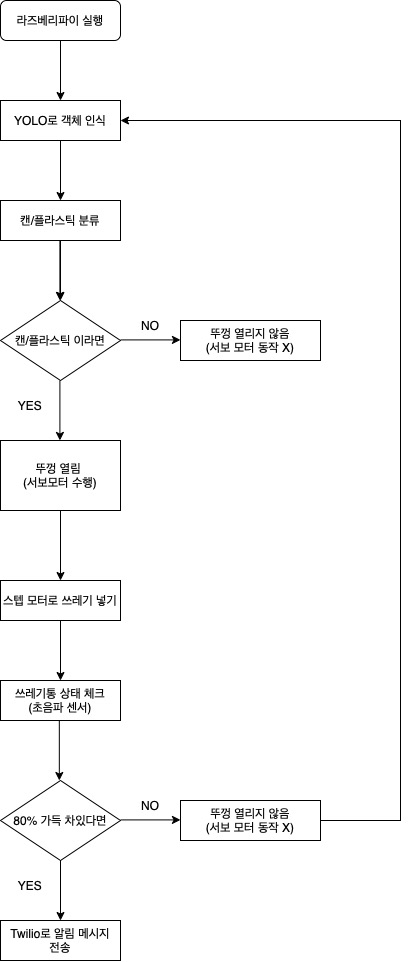 라즈베리파이 실행
YOLO로 객체 인식
캔/플라스틱 분류
캔/플라스틱 이라면
NO
뚜껑 열리지 않음
(서보 모터 동작 X)
YES
뚜껑 열림
(서보모터 수행)
스텝 모터로 쓰레기 넣기
쓰레기통 상태 체크
(초음파 센서)
80% 가득 차있다면
NO
뚜껑 열리지 않음
(서보 모터 동작 X)
YES
Twilio로 알림 메시지
전송